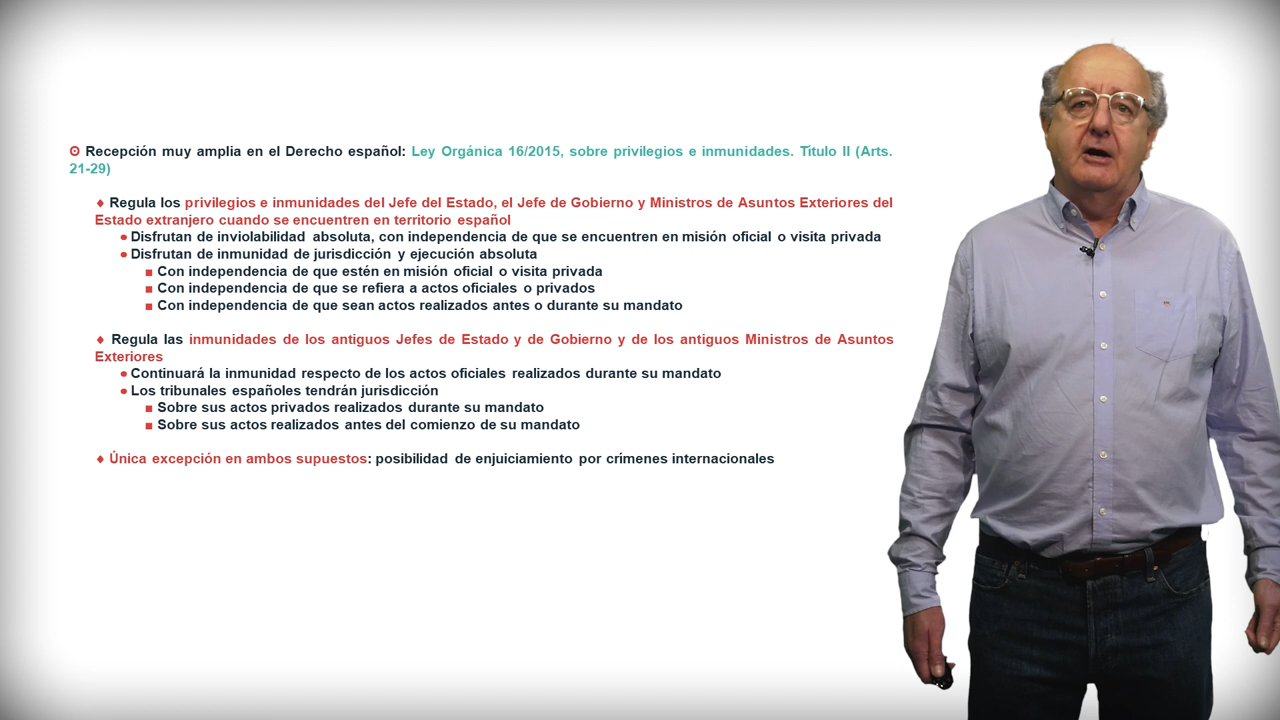 Recepción muy amplia en el Derecho español: Ley Orgánica 16/2015, sobre privilegios e inmunidades. Título II (Arts.
21-29)
Regula los privilegios e inmunidades del Jefe del Estado, el Jefe de Gobierno y Ministros de Asuntos Exteriores del
Estado extranjero cuando se encuentren en territorio español
Disfrutan de inviolabilidad absoluta, con independencia de que se encuentren en misión oficial o visita privada
Disfrutan de inmunidad de jurisdicción y ejecución absoluta
Con independencia de que estén en misión oficial o visita privada
Con independencia de que se refiera a actos oficiales o privados
Con independencia de que sean actos realizados antes o durante su mandato
Regula las inmunidades de los antiguos Jefes de Estado y de Gobierno y de los antiguos Ministros de Asuntos
Exteriores
Continuará la inmunidad respecto de los actos oficiales realizados durante su mandato
Los tribunales españoles tendrán jurisdicción
Sobre sus actos privados realizados durante su mandato
Sobre sus actos realizados antes del comienzo de su mandato
Única excepción en ambos supuestos: posibilidad de enjuiciamiento por crímenes internacionales